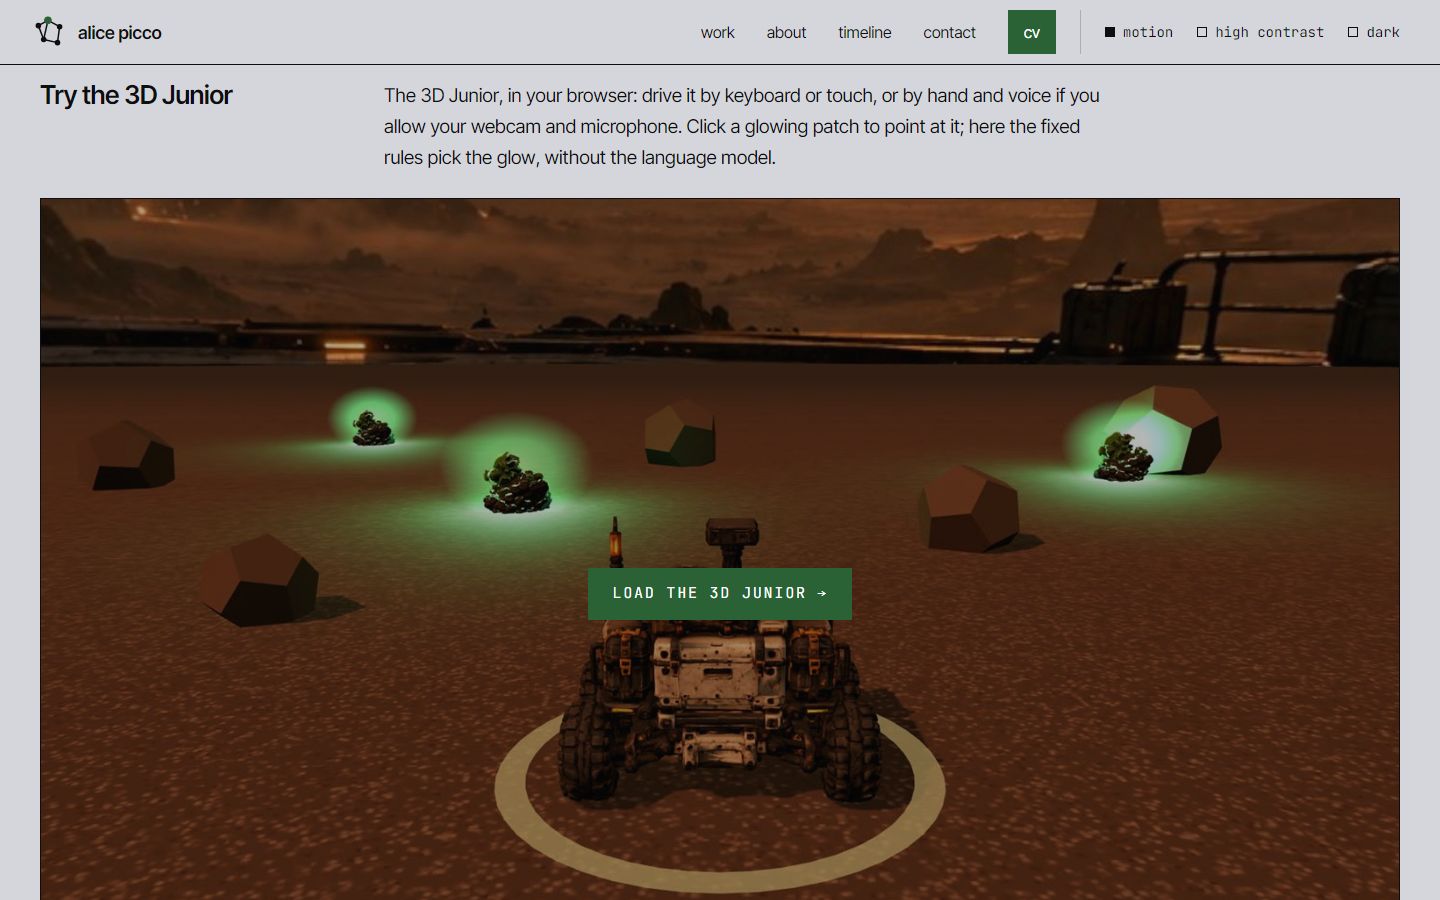 alice picco
work
about
timeline
contact
cv
motion
high contrast
dark
Try the 3D Junior
The 3D Junior, in your browser: drive it by keyboard or touch, or by hand and voice if you
allow your webcam and microphone. Click a glowing patch to point at it; here the fixed
rules pick the glow, without the language model.
LOAD THE 3D JUNIOR →